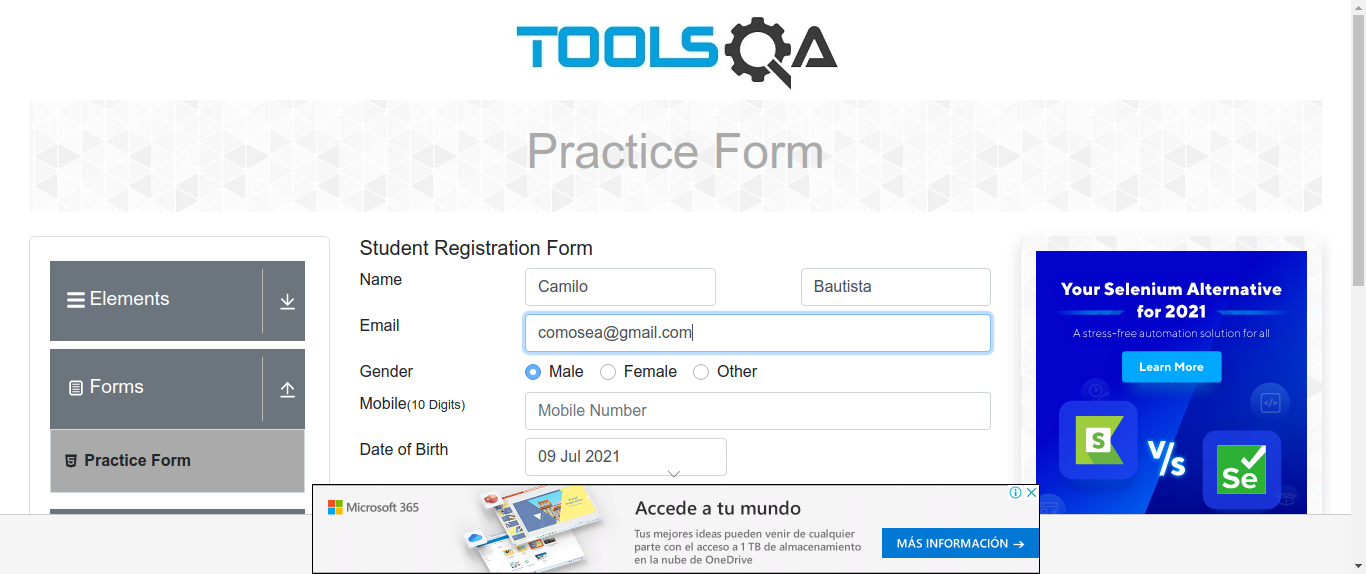 TOOLSQA
Practice Form
Elements
Forms
Practice Form
Student Registration Form
Name
Camilo
Bautista
Email
comosea@gmail.com
Gender
Male
Female
Other
Mobile(10 Digits)
Mobile Number
Date of Birth
09 Jul 2021
Your Selenium Alternative
for 2021
A stress-free automation solution for all
Learn More
S
V/s
Se
Microsoft 365
Accede a tu mundo
Tus mejores ideas pueden venir de cualquier
parte con el acceso a 1 TB de almacenamiento
en la nube de OneDrive
MÁS INFORMACIÓN →